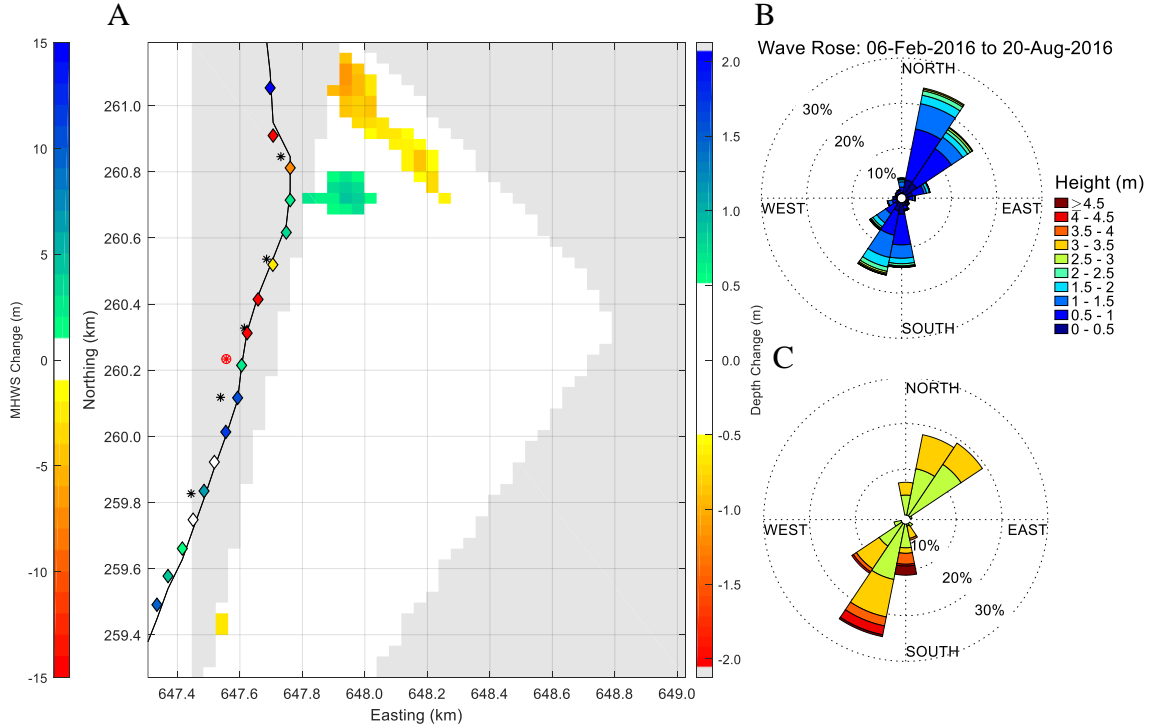 A
B
Wave Rose: 06-Feb-2016 to 20-Aug-2016
NORTH
30%
20%
10%
WEST
EAST
SOUTH
Height (m)
>4.5
4 - 4.5
3.5 - 4
3 - 3.5
2.5 - 3
2 - 2.5
1.5 - 2
1 - 1.5
0.5 - 1
0 - 0.5
C
NORTH
WEST
EAST
10%
20%
30%
SOUTH
MHWS Change (m)
15
10
5
0
-5
-10
-15
Northing (km)
261.0
260.8
260.6
260.4
260.2
260.0
259.8
259.6
259.4
647.4 647.6 647.8 648.0 648.2 648.4 648.6 648.8 649.0
Easting (km)
2.0
1.5
1.0
0.5
0.0
-0.5
-1.0
-1.5
-2.0
Depth Change (m)